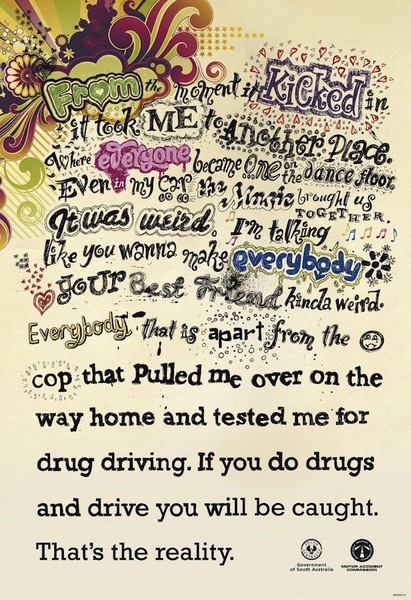 From the moment it Kicked in
it took ME to Another Place.
Where everyone became One on the dance floor.
Even in my car the Music brought us TOGETHER.
It was weird. I'm talking
like you wanna make everybody
your Best Friend kinda weird.
Everybody, that is apart from the
cop that Pulled me over on the
way home and tested me for
drug driving. If you do drugs
and drive you will be caught.
That's the reality.
Government of South Australia
MOTOR ACCIDENT COMMISSION